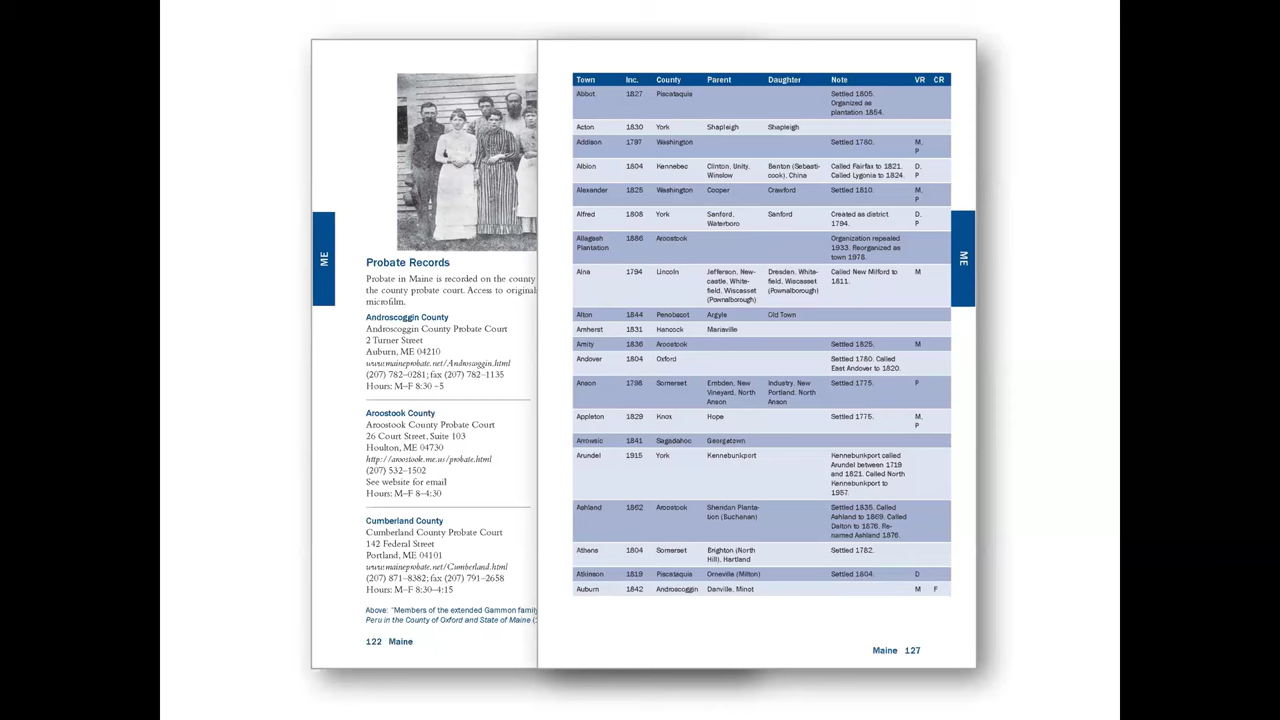 ME
Probate Records
Probate in Maine is recorded on the county
the county probate court. Access to original
microfilm.
Androscoggin County
Androscoggin County Probate Court
2 Turner Street
Auburn, ME 04210
www.maineprobate.net/Androscoggin.html
(207) 782–0281; fax (207) 782–1135
Hours: M–F 8:30 –5
Aroostook County
Aroostook County Probate Court
26 Court Street, Suite 103
Houlton, ME 04730
http://aroostook.me.us/probate.html
(207) 532–1502
See website for email
Hours: M–F 8–4:30
Cumberland County
Cumberland County Probate Court
142 Federal Street
Portland, ME 04101
www.maineprobate.net/Cumberland.html
(207) 871–8382; fax (207) 791–2658
Hours: M–F 8:30–4:15
Above: "Members of the extended Gammon family
Peru in the County of Oxford and State of Maine (
122 Maine
Town Inc. County Parent Daughter Note VR CR
Abbot 1827 Piscataquis Settled 1805.
Organized as
plantation 1854.
Acton 1830 York Shapleigh Shapleigh
Addison 1797 Washington Settled 1780. M,
P
Albion 1804 Kennebec Clinton, Unity, Benton (Sebasti- Called Fairfax to 1821. D,
Winslow cook), China Called Lygonia to 1824. P
Alexander 1825 Washington Cooper Crawford Settled 1810. M,
P
Alfred 1808 York Sanford, Sanford Created as district D,
Waterboro 1794. P
Allagash 1886 Aroostook Organization repealed
Plantation 1933. Reorganized as
town 1978.
Alna 1794 Lincoln Jefferson, New- Dresden, White- Called New Milford to M
castle, White- field, Wiscasset 1811.
field, Wiscasset (Pownalborough)
(Pownalborough)
Alton 1844 Penobscot Argyle Old Town
Amherst 1831 Hancock Mariaville
Amity 1836 Aroostook Settled 1825. M
Andover 1804 Oxford Settled 1780. Called
East Andover to 1820.
Anson 1798 Somerset Embden, New Industry, New Settled 1775. P
Vineyard, North Portland, North
Anson Anson
Appleton 1829 Knox Hope Settled 1775. M,
P
Arrowsic 1841 Sagadahoc Georgetown
Arundel 1915 York Kennebunkport Kennebunkport called
Arundel between 1719
and 1821. Called North
Kennebunkport to
1957.
Ashland 1862 Aroostook Sheridan Planta- Settled 1835. Called
tion (Buchanan) Ashland to 1869. Called
Dalton to 1876. Re-
named Ashland 1876.
Athens 1804 Somerset Brighton (North Settled 1782.
Hill), Hartland
Atkinson 1819 Piscataquis Orneville (Milton) Settled 1804. D
Auburn 1842 Androscoggin Danville, Minot M F
ME
Maine 127